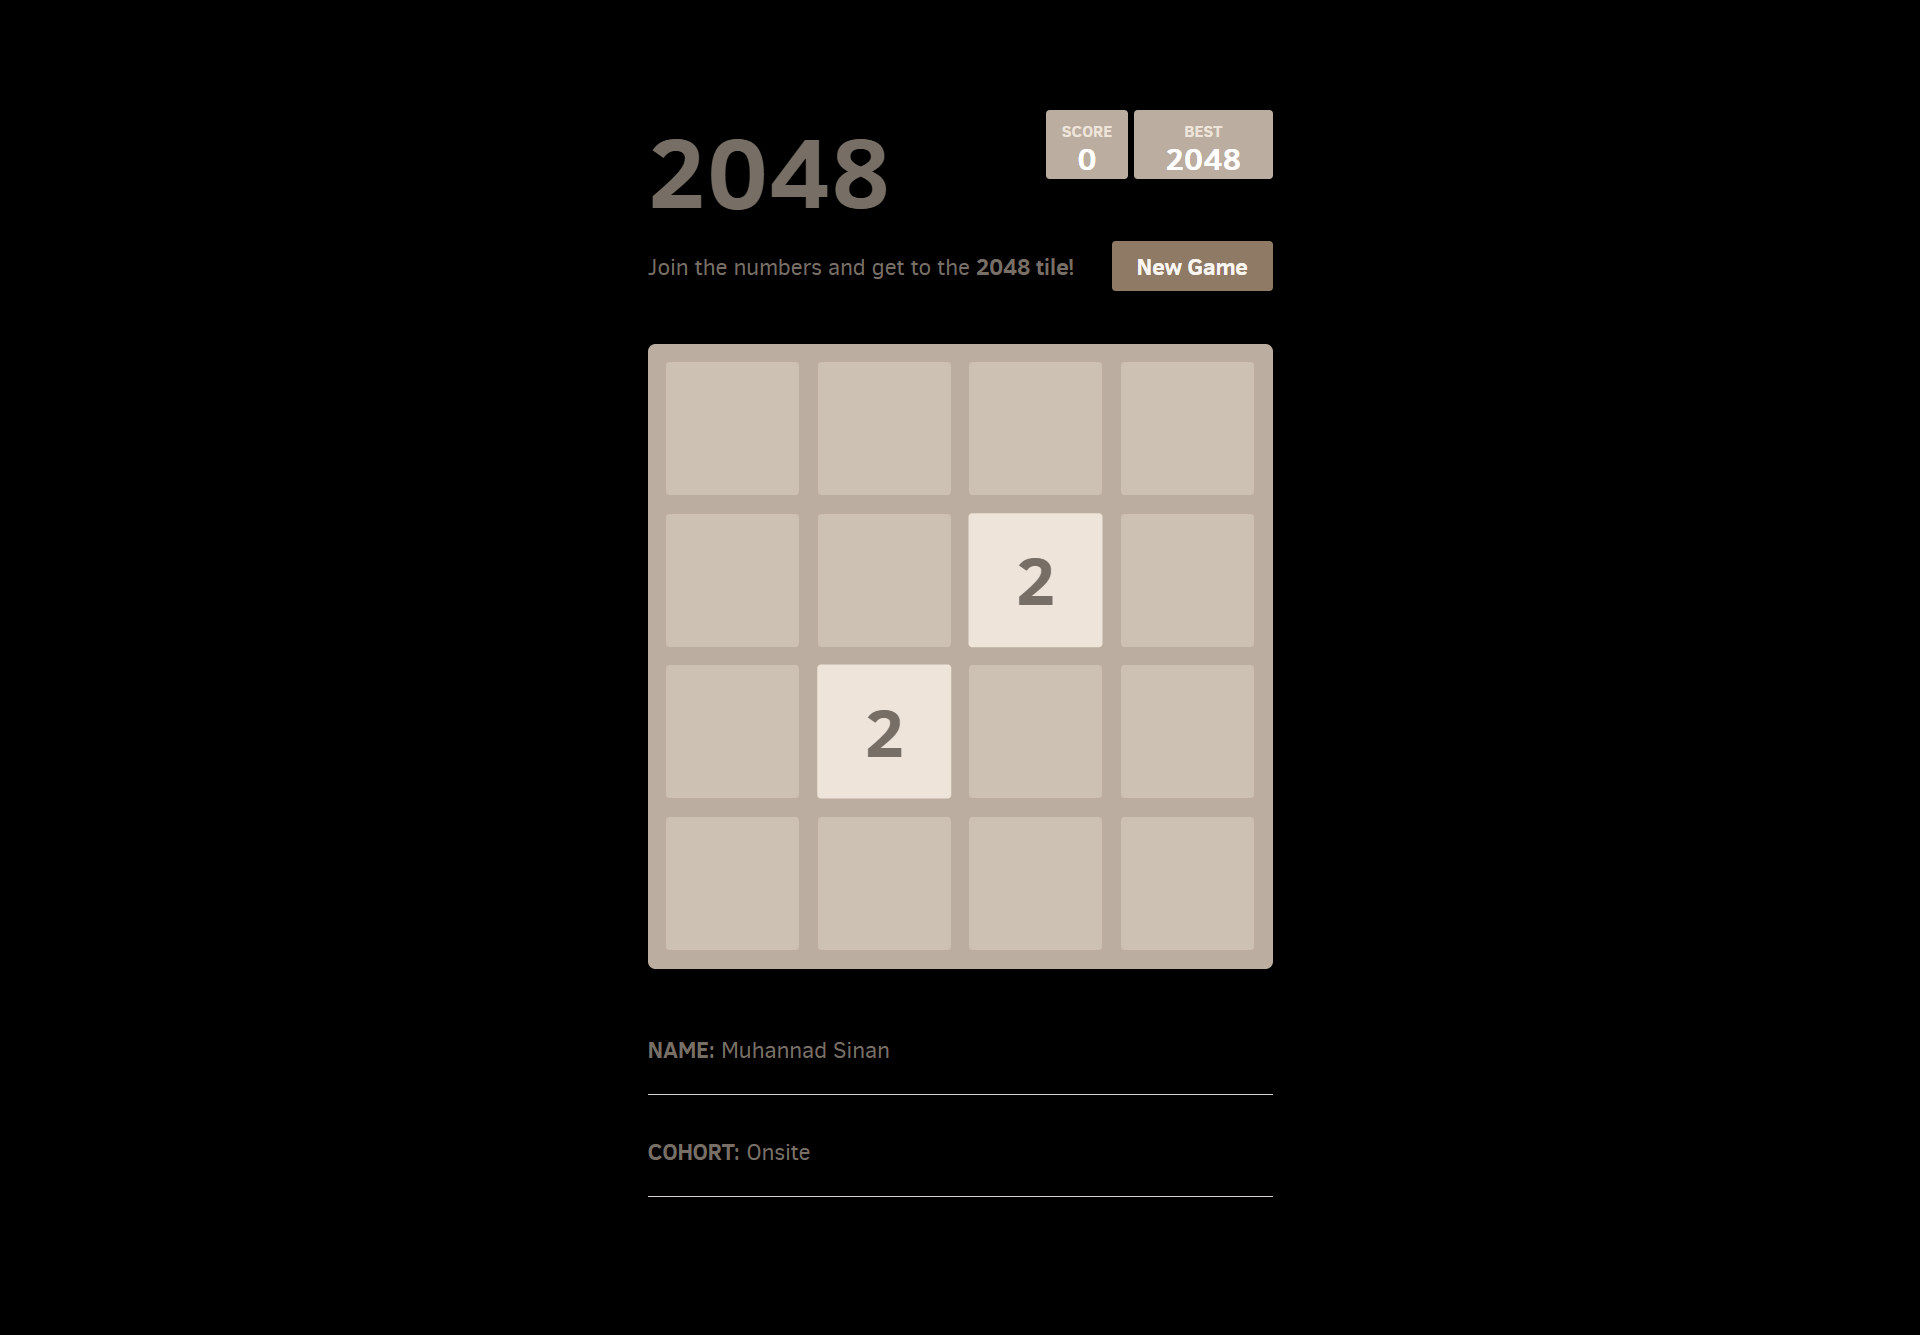 2048
SCORE
0
BEST
2048
Join the numbers and get to the 2048 tile!
New Game
2
2
NAME: Muhannad Sinan
COHORT: Onsite